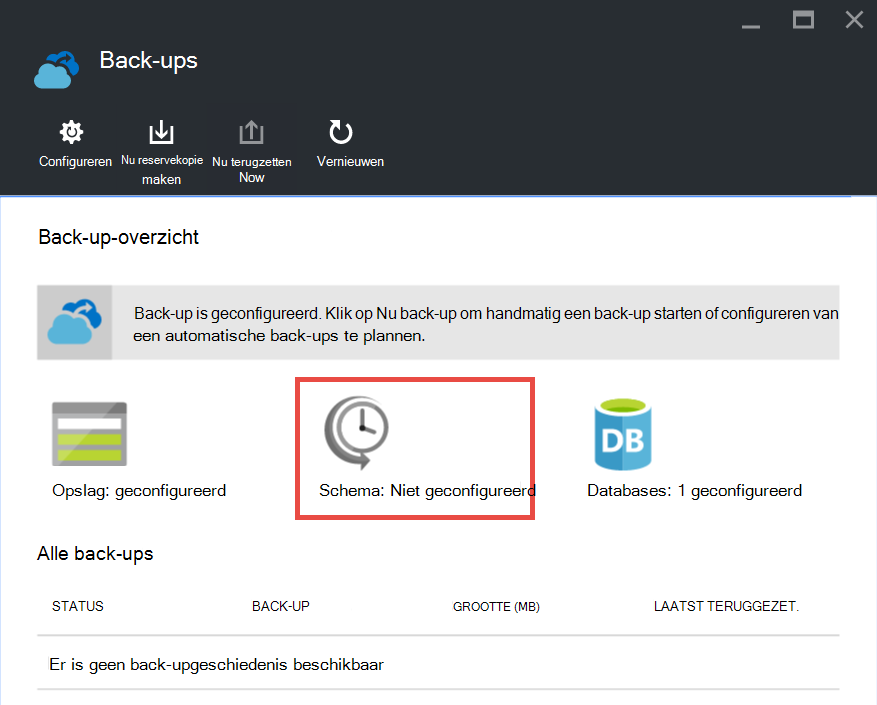 Back-ups
Configureren
Nu reservekopie
maken
Nu terugzetten
Now
Vernieuwen
Back-up-overzicht
Back-up is geconfigureerd. Klik op Nu back-up om handmatig een back-up starten of configureren van
een automatische back-ups te plannen.
DB
Opslag: geconfigureerd
Schema: Niet geconfigureerd
Databases: 1 geconfigureerd
Alle back-ups
STATUS BACK-UP GROOTTE (MB) LAATST TERUGGEZET.
Er is geen back-upgeschiedenis beschikbaar